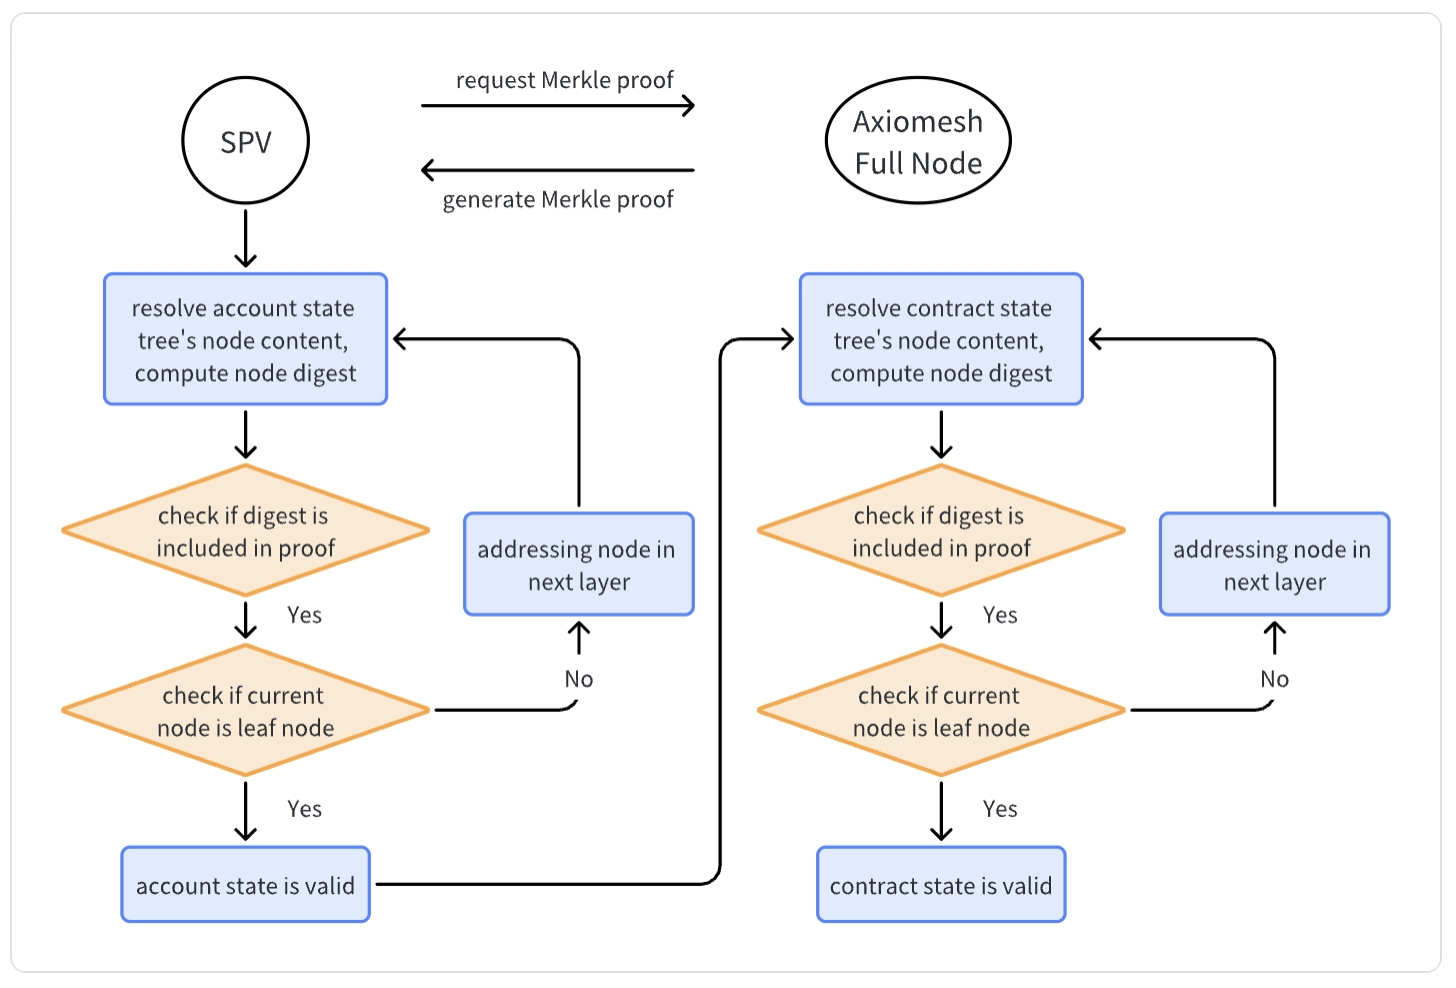 request Merkle proof
SPV
Axiomesh
Full Node
generate Merkle proof
resolve account state
tree's node content,
compute node digest
check if digest is
included in proof
addressing node in
next layer
Yes
check if current
node is leaf node
No
Yes
account state is valid
resolve contract state
tree's node content,
compute node digest
check if digest is
included in proof
addressing node in
next layer
Yes
check if current
node is leaf node
No
Yes
contract state is valid